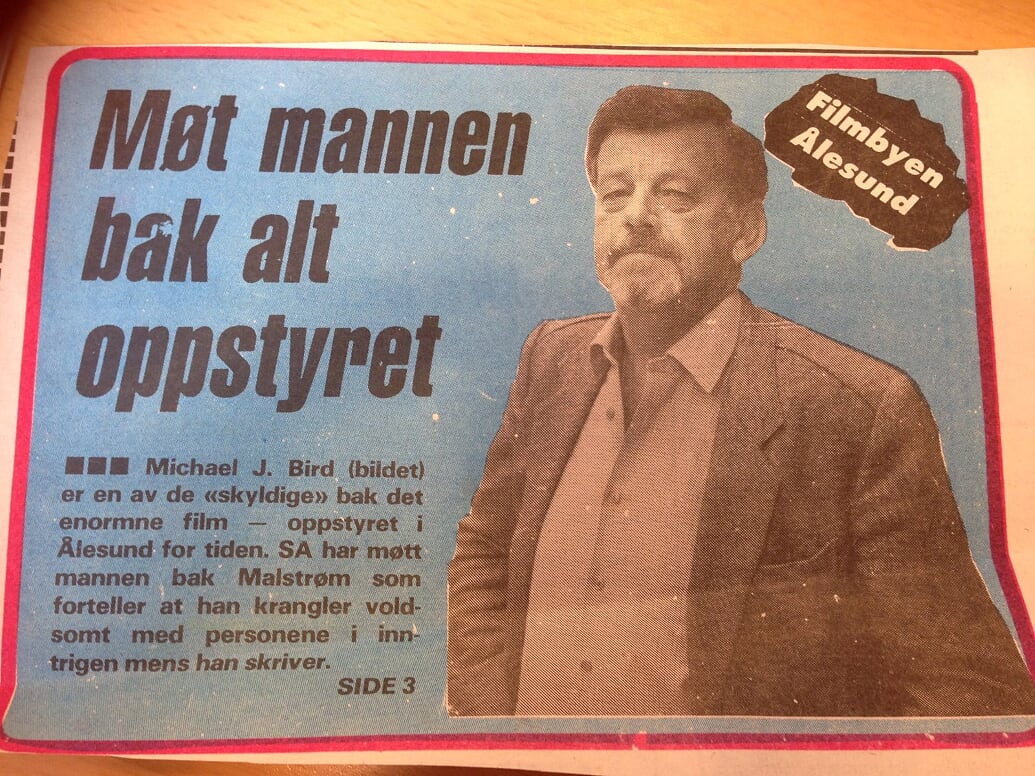 Møt mannen
bak alt
oppstyret
Filmbyen
Ålesund
■■■ Michael J. Bird (bildet)
er en av de «skyldige» bak det
enormne film — oppstyret i
Ålesund for tiden. SA har møtt
mannen bak Malstrøm som
forteller at han krangler vold-
somt med personene i inn-
trigen mens han skriver.
SIDE 3